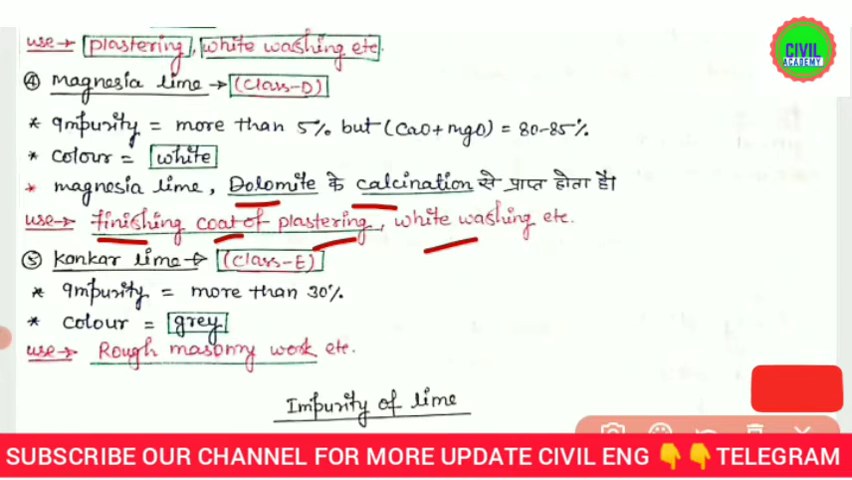 use→ plastering, white washing etc.
CIVIL
ACADEMY
④ magnesia lime → (Class-D)
* Impurity = more than 5% but (CaO+mgO) = 80-85%
* colour = white
* magnesia lime, Dolomite के calcination से प्राप्त होता है।
use→ finishing coat of plastering, white washing etc.
⑤ Konkar lime → (Class-E)
* Impurity = more than 30%
* colour = grey
use→ Rough masonry work etc.
Impurity of lime
SUBSCRIBE OUR CHANNEL FOR MORE UPDATE CIVIL ENG 👇👇 TELEGRAM